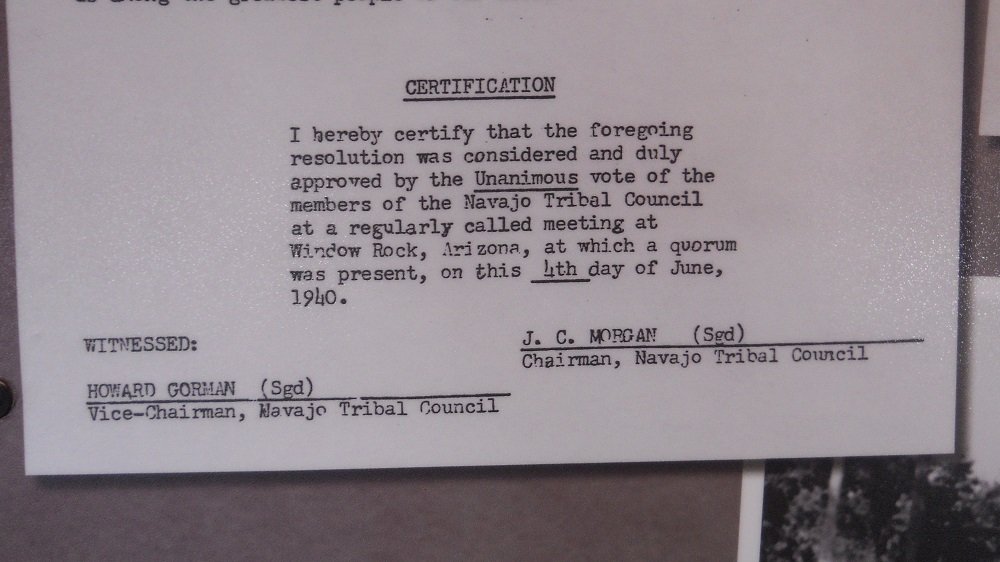 CERTIFICATION
I hereby certify that the foregoing
resolution was considered and duly
approved by the Unanimous vote of the
members of the Navajo Tribal Council
at a regularly called meeting at
Window Rock, Arizona, at which a quorum
was present, on this 4th day of June,
1940.
J. C. MORGAN (Sgd)
Chairman, Navajo Tribal Council
WITNESSED:
HOWARD GORMAN (Sgd)
Vice-Chairman, Navajo Tribal Council